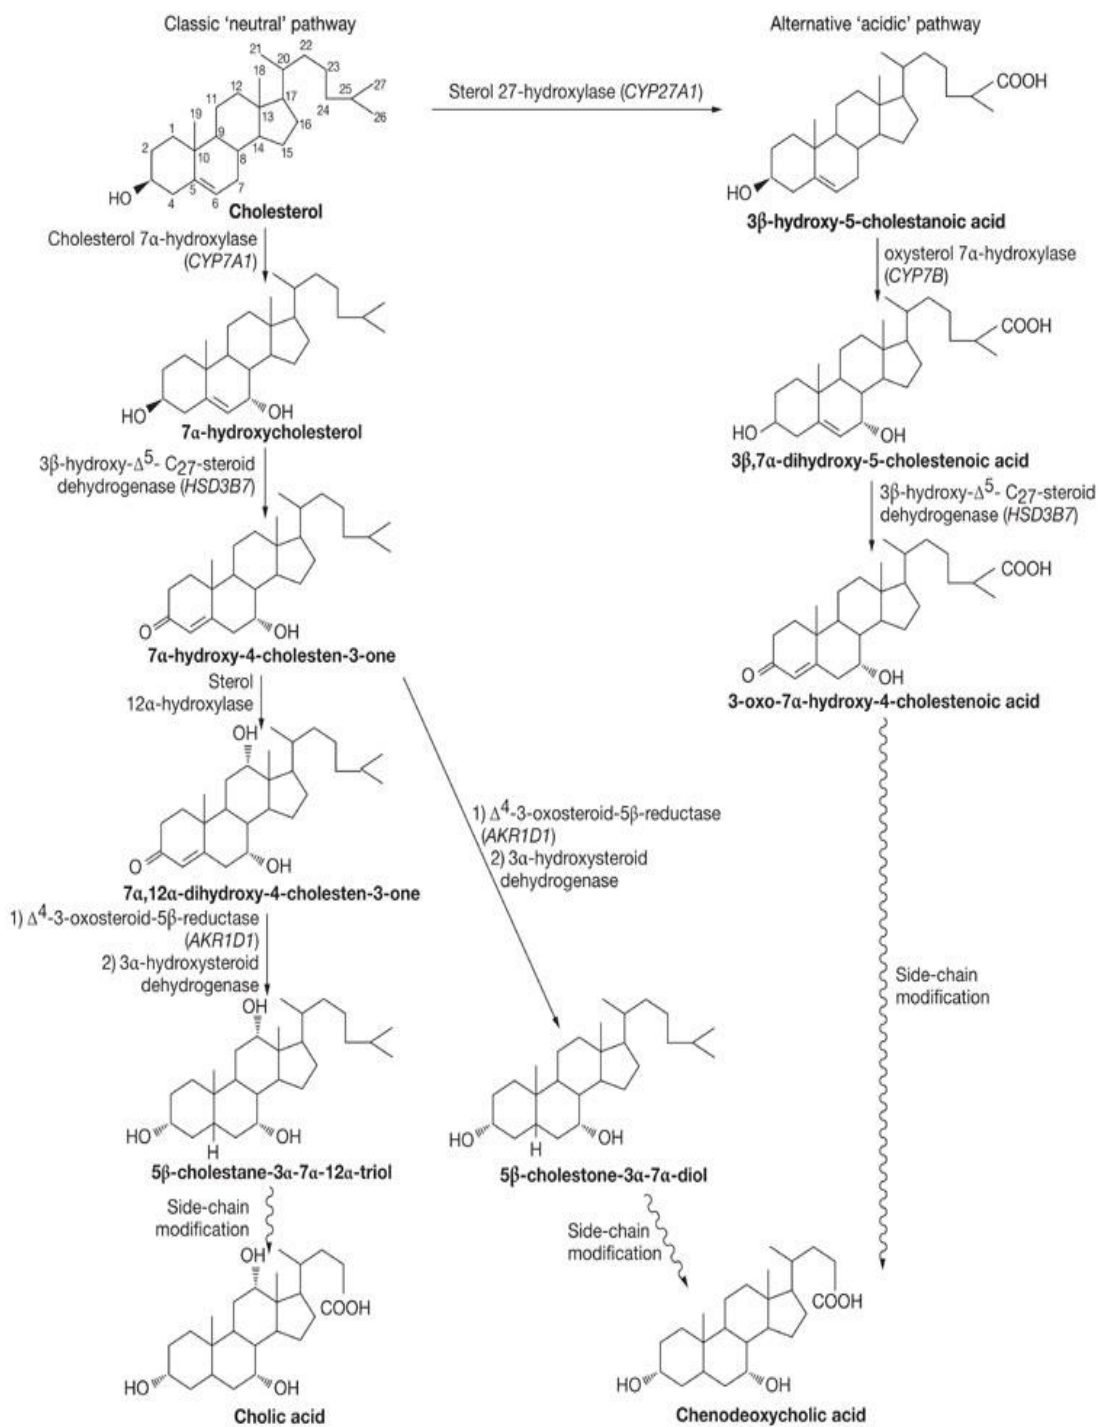 Classic 'neutral' pathway
Alternative 'acidic' pathway
21
22
20
23
18
27
12
25
11
17
24
26
19
13
16
1
9
14
15
2
10
8
5
7
HO
4
6
Cholesterol
Sterol 27-hydroxylase (CYP27A1)
COOH
HO
3β-hydroxy-5-cholestanoic acid
Cholesterol 7α-hydroxylase
(CYP7A1)
oxysterol 7α-hydroxylase
(CYP7B)
HO
OH
7α-hydroxycholesterol
COOH
HO
OH
3β,7α-dihydroxy-5-cholestenoic acid
3β-hydroxy-Δ5- C27-steroid
dehydrogenase (HSD3B7)
3β-hydroxy-Δ5- C27-steroid
dehydrogenase (HSD3B7)
O
OH
7α-hydroxy-4-cholesten-3-one
COOH
O
OH
3-oxo-7α-hydroxy-4-cholestenoic acid
Sterol
12α-hydroxylase
OH
O
OH
7α,12α-dihydroxy-4-cholesten-3-one
1) Δ4-3-oxosteroid-5β-reductase
(AKR1D1)
2) 3α-hydroxysteroid
dehydrogenase
1) Δ4-3-oxosteroid-5β-reductase
(AKR1D1)
2) 3α-hydroxysteroid
dehydrogenase
Side-chain
modification
OH
HO
H
OH
5β-cholestane-3α-7α-12α-triol
HO
H
OH
5β-cholestone-3α-7α-diol
Side-chain
modification
Side-chain
modification
OH
COOH
HO
OH
Cholic acid
COOH
HO
OH
Chenodeoxycholic acid